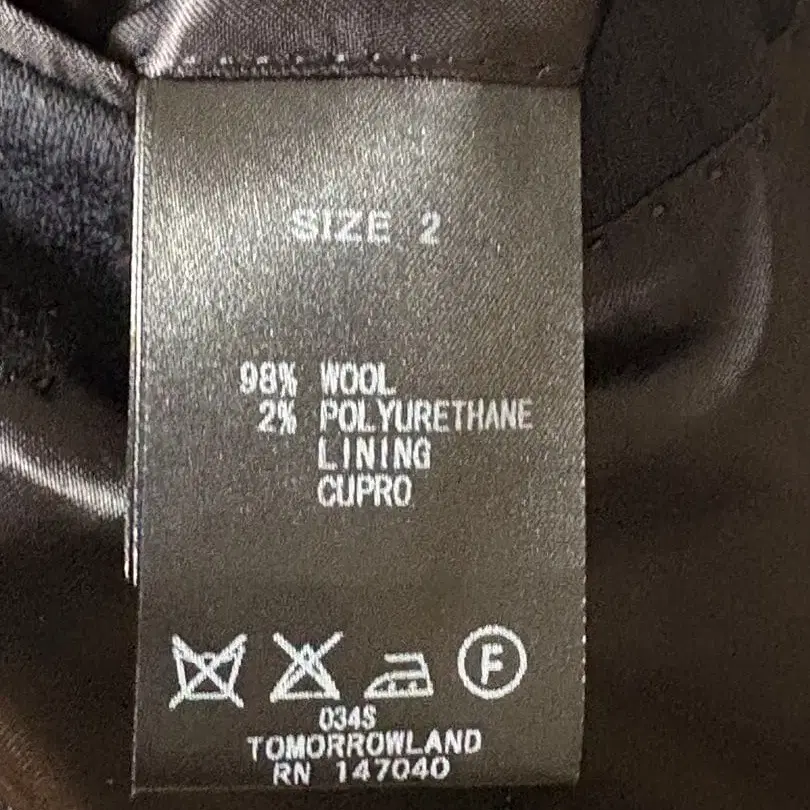 SIZE 2
98% WOOL
2% POLYURETHANE
LINING
CUPRO
F
034S
TOMORROWLAND
RN 147040